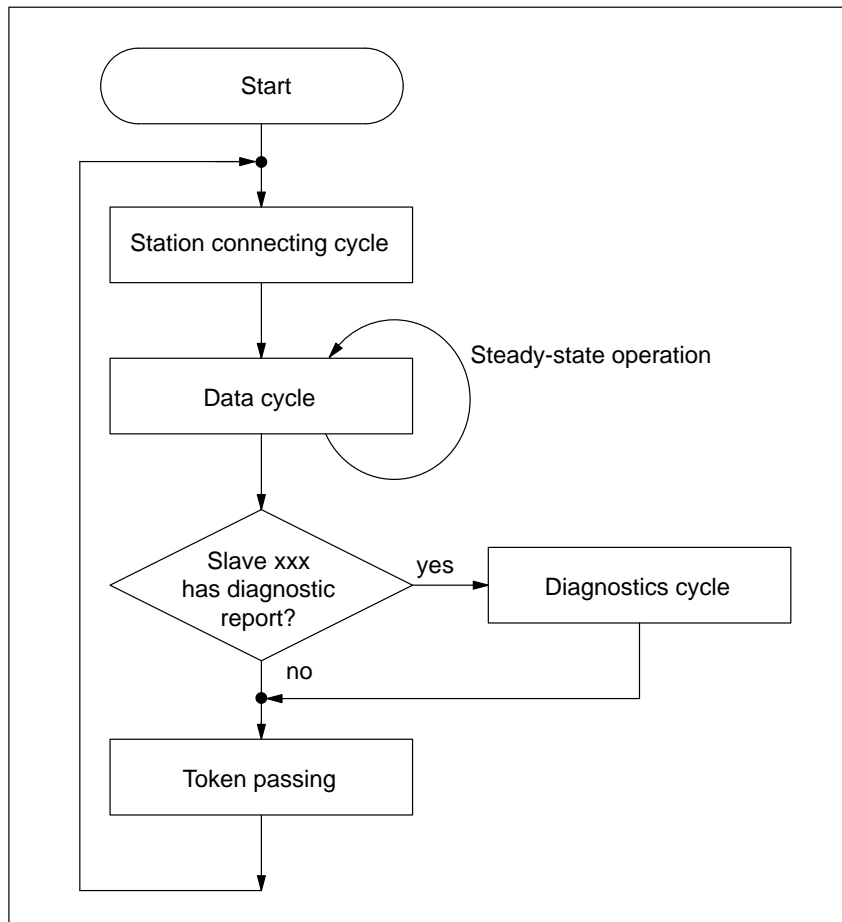 Start
Station connecting cycle
Steady-state operation
Data cycle
Slave xxx
has diagnostic
report?
yes
Diagnostics cycle
no
Token passing